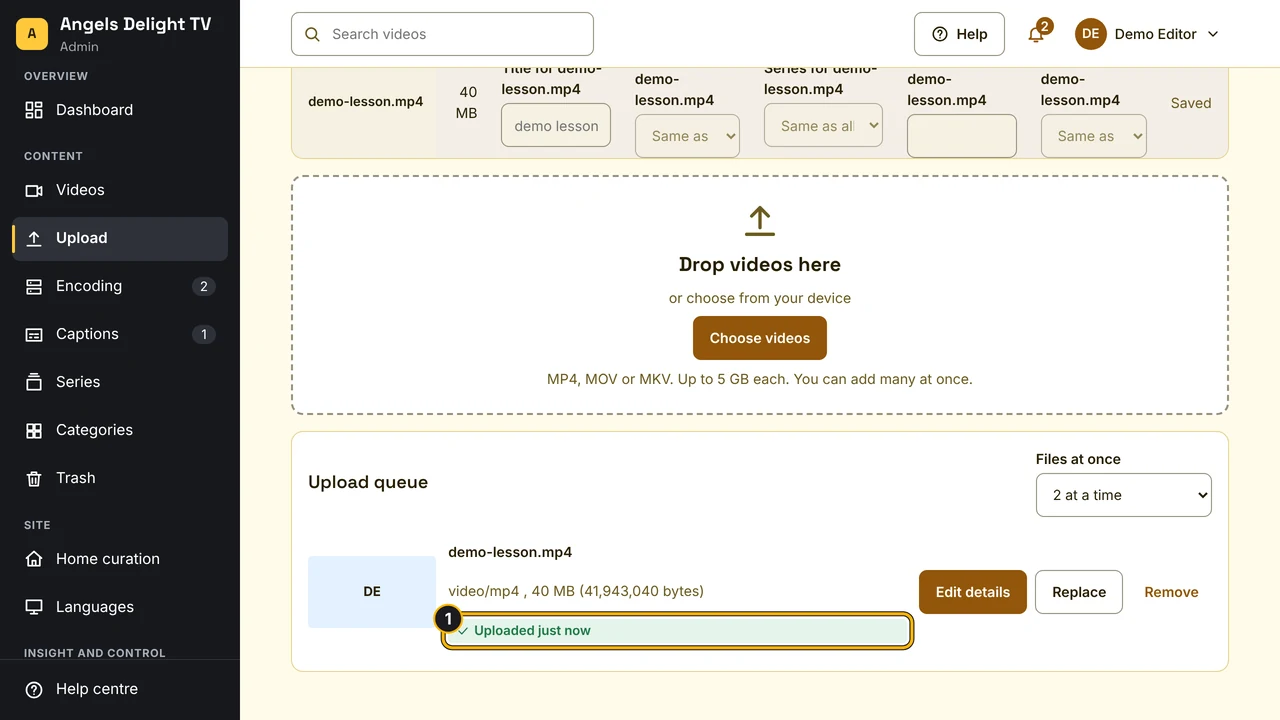 A
Angels Delight TV
Admin
OVERVIEW
Dashboard
CONTENT
Videos
Upload
Encoding 2
Captions 1
Series
Categories
Trash
SITE
Home curation
Languages
INSIGHT AND CONTROL
Help centre
Search videos
Help
2
DE Demo Editor
demo-lesson.mp4
40 MB
Title for demo-lesson.mp4
demo lesson
demo-lesson.mp4
Same as
Series for demo-lesson.mp4
Same as all
demo-lesson.mp4
demo-lesson.mp4
Same as
Saved
Drop videos here
or choose from your device
Choose videos
MP4, MOV or MKV. Up to 5 GB each. You can add many at once.
Upload queue
Files at once
2 at a time
DE
demo-lesson.mp4
video/mp4 , 40 MB (41,943,040 bytes)
1
Uploaded just now
Edit details
Replace
Remove